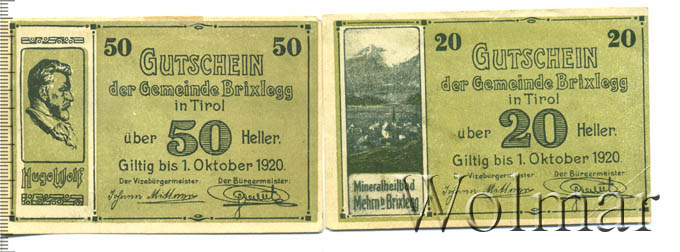 50 50
GUTSCHEIN
der Gemeinde Brixlegg
in Tirol
über 50 Heller.
Giltig bis 1. Oktober 1920.
Der Vizebürgermeister: Der Bürgermeister:
Johann
Hugo Wolf
20 20
GUTSCHEIN
der Gemeinde Brixlegg
in Tirol
über 20 Heller.
Giltig bis 1. Oktober 1920.
Der Vizebürgermeister: Der Bürgermeister:
Johann
Mineralheilbad
Mehrn b. Brixlegg
Wolmar